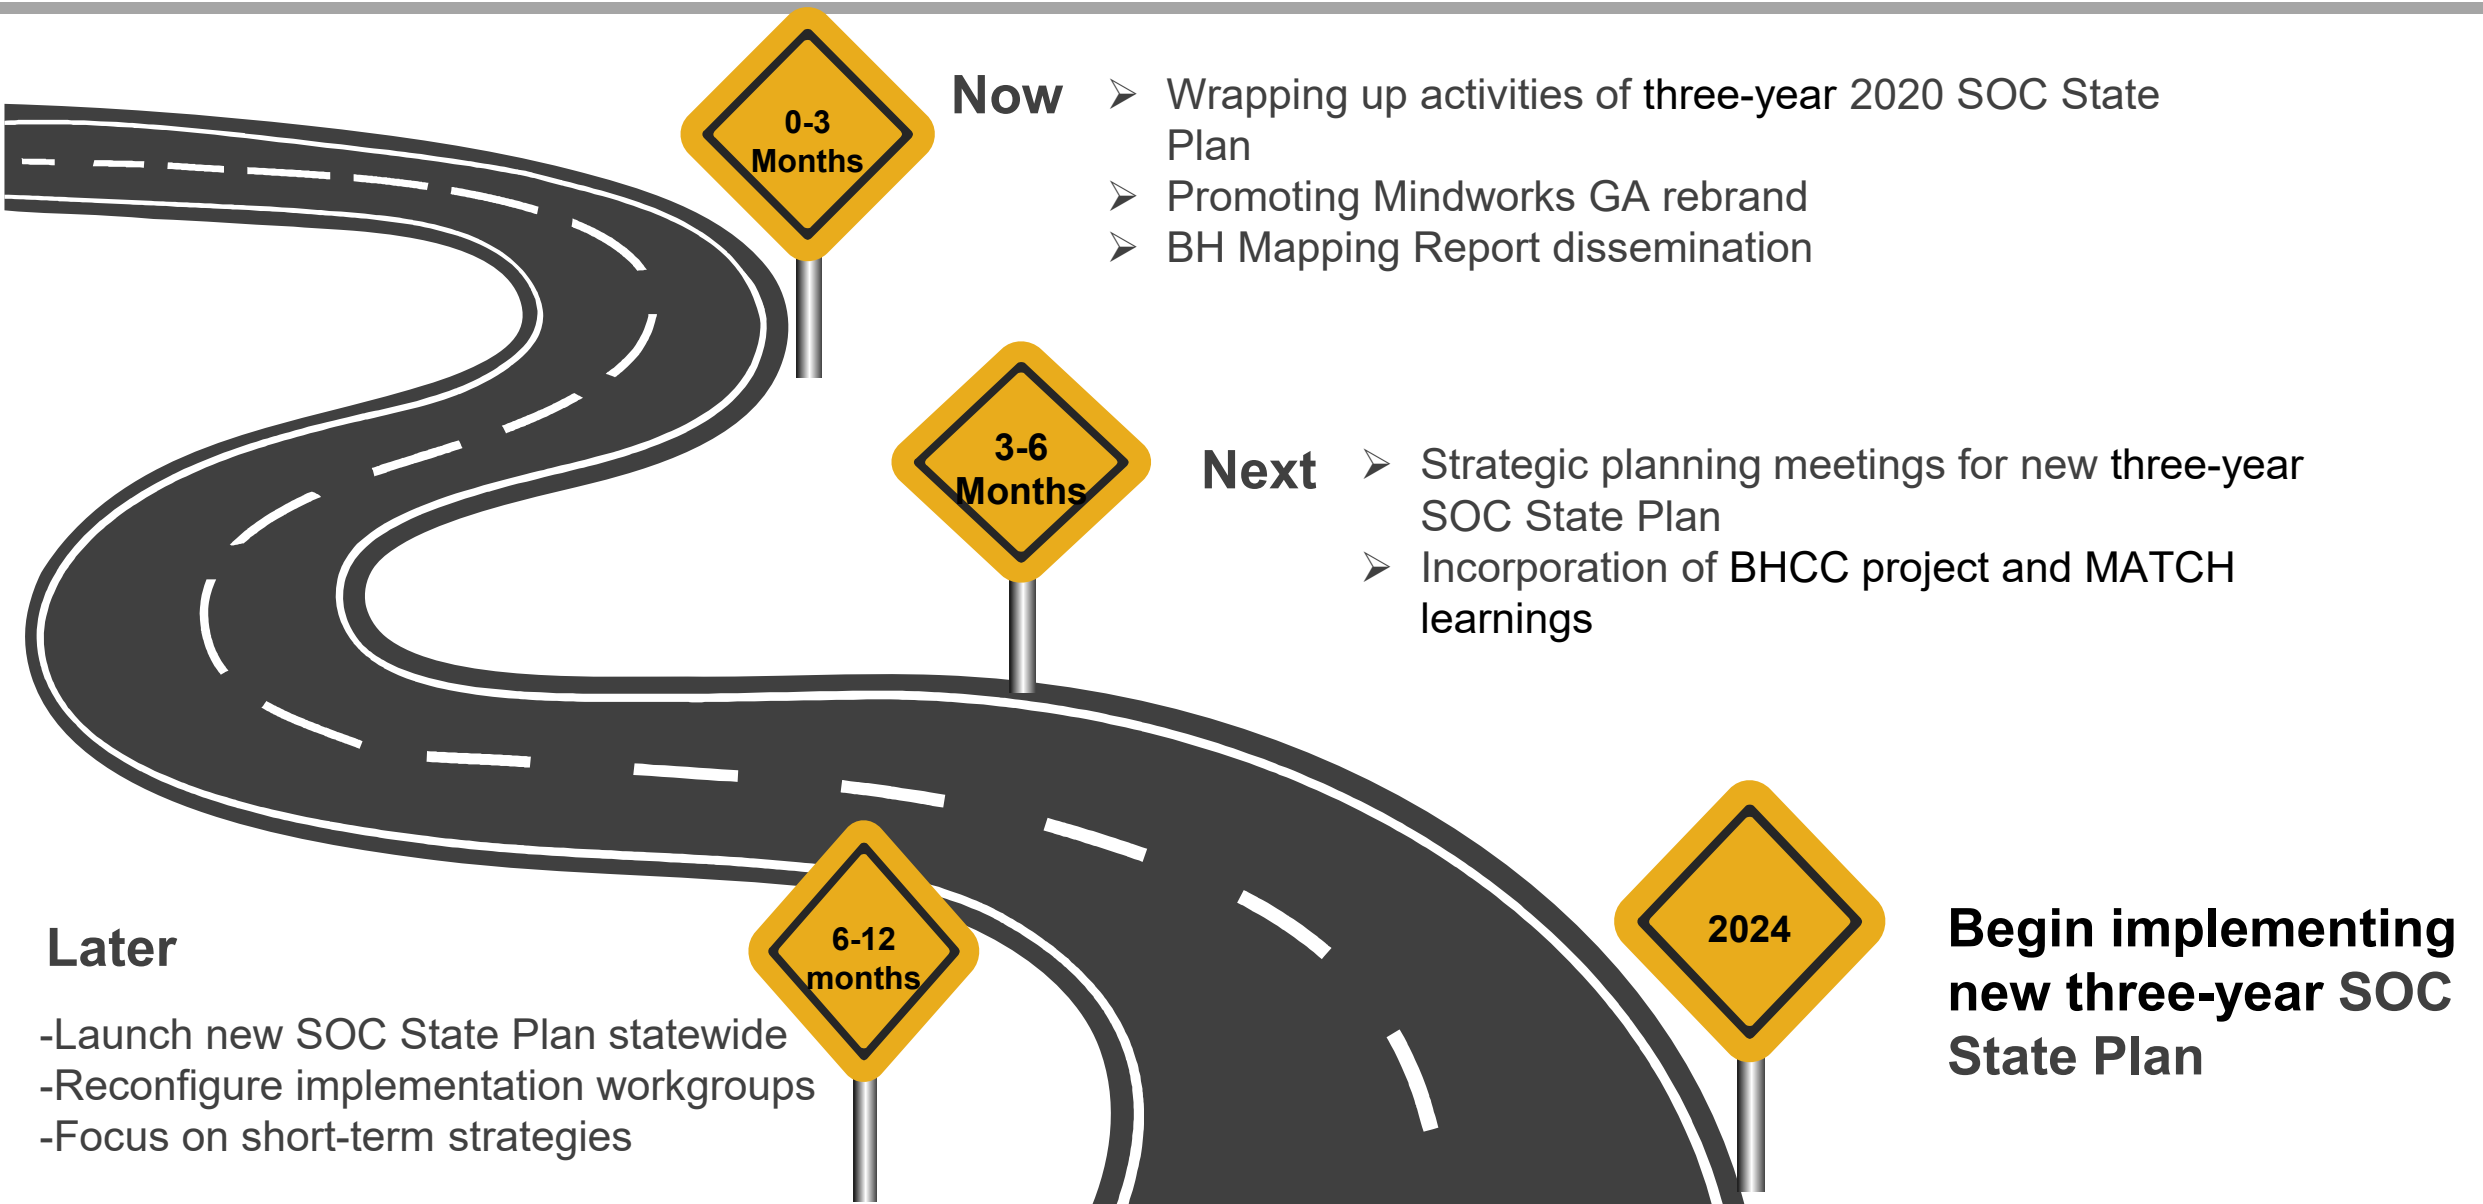 0-3
Months
Now
➢ Wrapping up activities of three-year 2020 SOC State
Plan
➢ Promoting Mindworks GA rebrand
➢ BH Mapping Report dissemination
3-6
Months
Next
➢ Strategic planning meetings for new three-year
SOC State Plan
➢ Incorporation of BHCC project and MATCH
learnings
Later
-Launch new SOC State Plan statewide
-Reconfigure implementation workgroups
-Focus on short-term strategies
6-12
months
2024
Begin implementing
new three-year SOC
State Plan